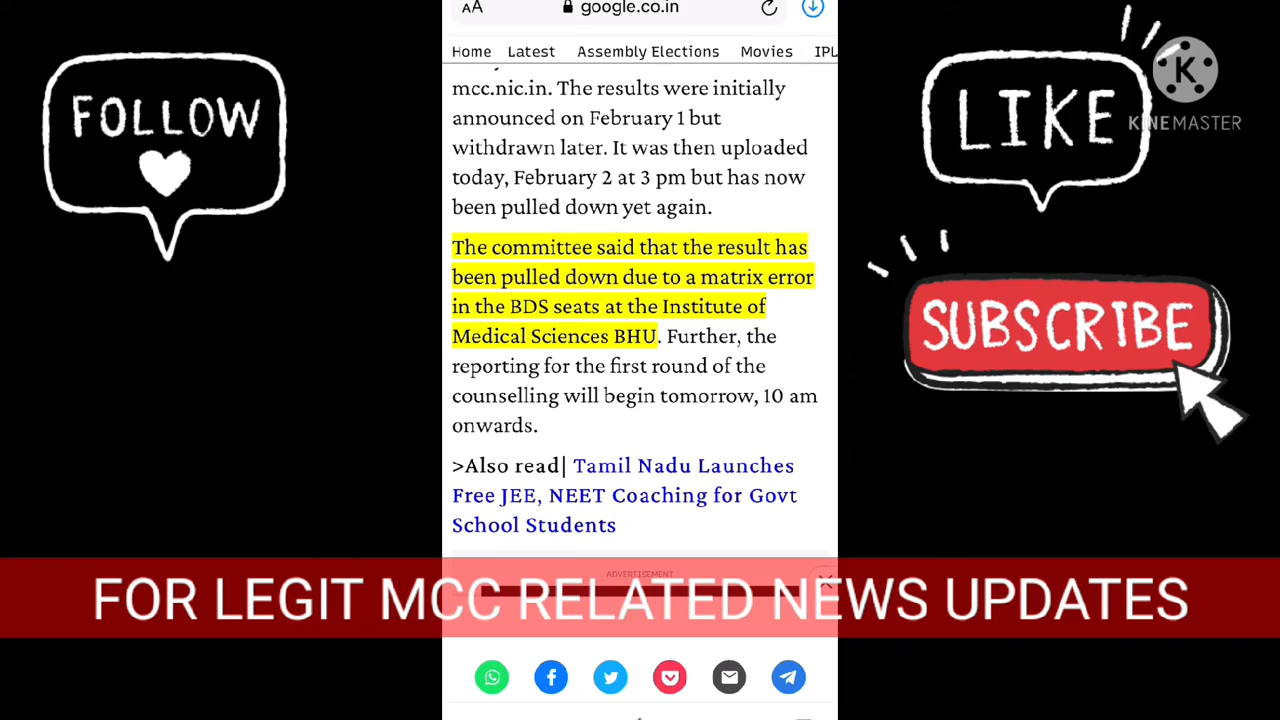 AA google.co.in
Home Latest Assembly Elections Movies IPL
mcc.nic.in. The results were initially
announced on February 1 but
withdrawn later. It was then uploaded
today, February 2 at 3 pm but has now
been pulled down yet again.
The committee said that the result has
been pulled down due to a matrix error
in the BDS seats at the Institute of
Medical Sciences BHU. Further, the
reporting for the first round of the
counselling will begin tomorrow, 10 am
onwards.
>Also read| Tamil Nadu Launches
Free JEE, NEET Coaching for Govt
School Students
ADVERTISEMENT
FOR LEGIT MCC RELATED NEWS UPDATES
FOLLOW
LIKE
K
KINEMASTER
SUBSCRIBE